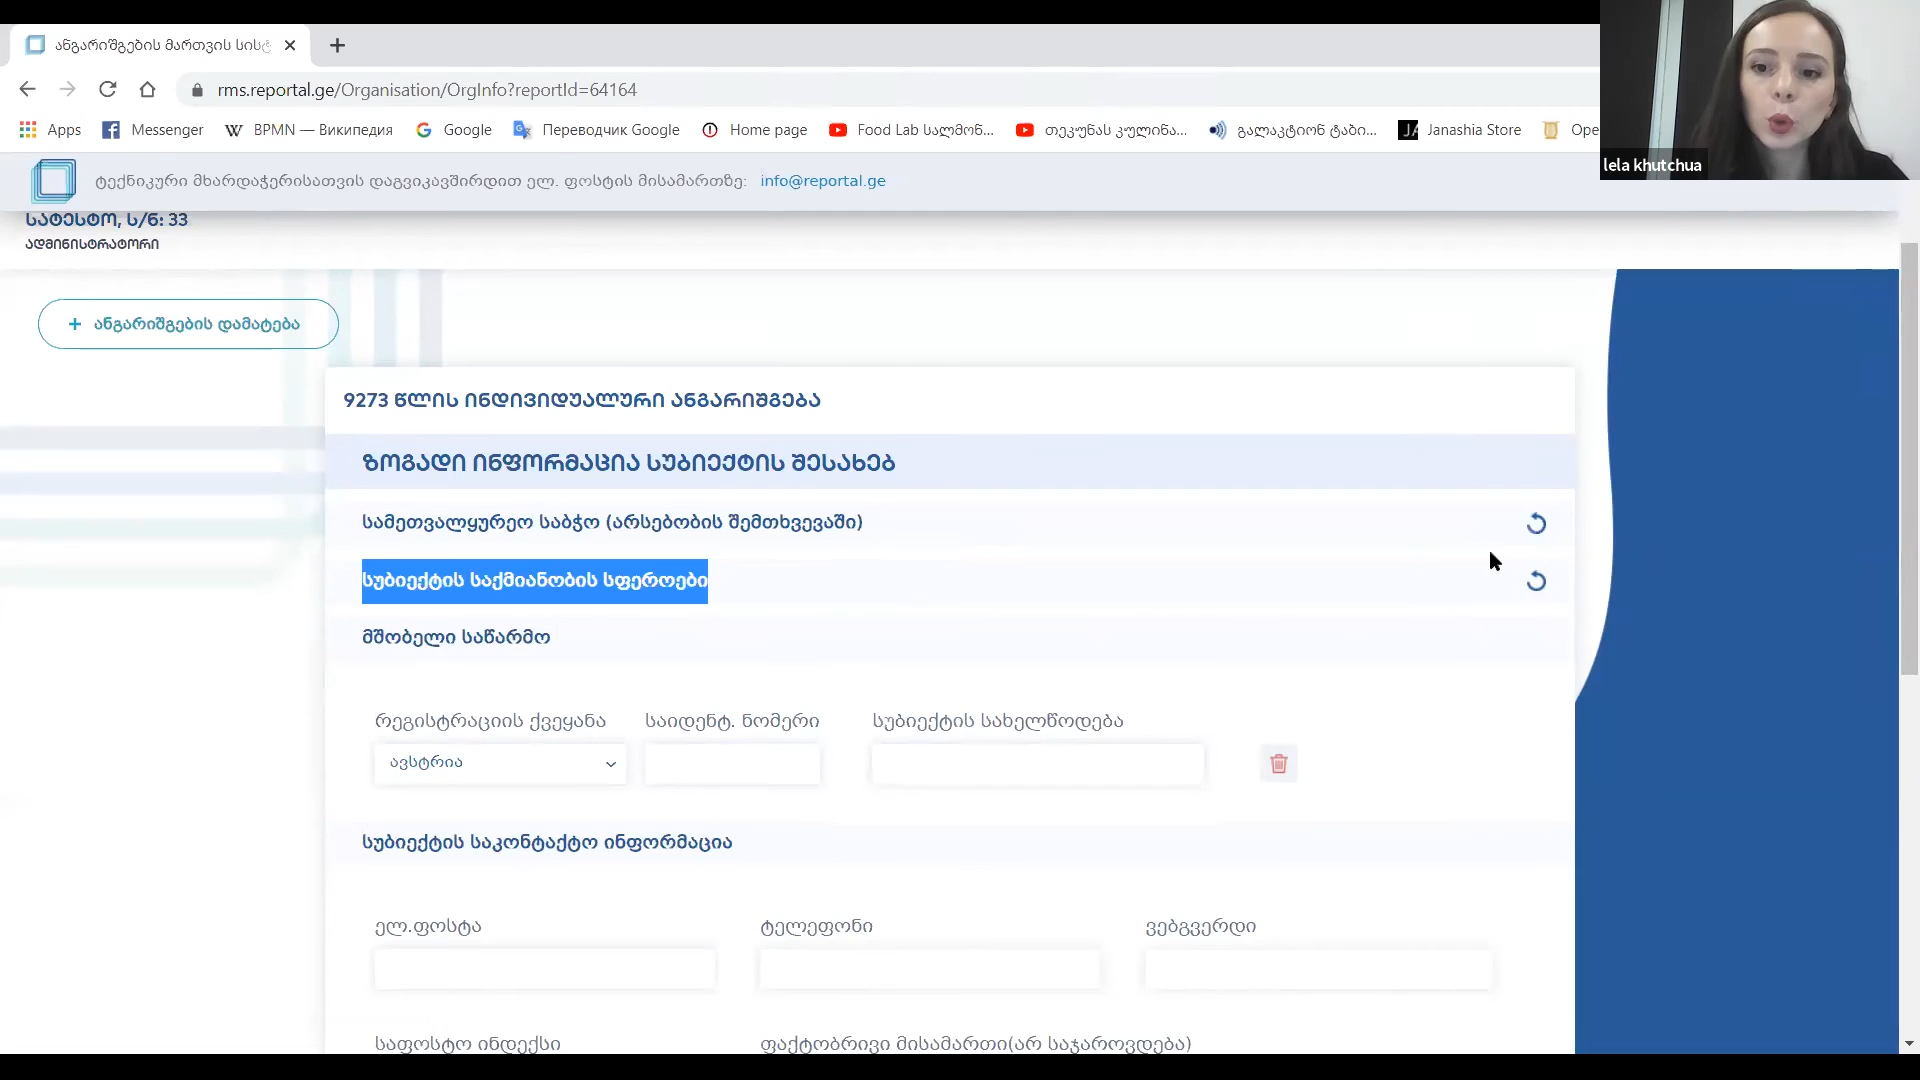 ანგარიშგების მართვის სისტ
rms.reportal.ge/Organisation/OrgInfo?reportId=64164
Apps Messenger BPMN — Википедия Google Переводчик Google Home page Food Lab სალმონ... თეკუნას კულინა... გალაკტიონ ტაბი... Janashia Store Ope
lela khutchua
ტექნიკური მხარდაჭერისათვის დაგვიკავშირდით ელ. ფოსტის მისამართზე: info@reportal.ge
სატესტო, ს/ნ: 33
ადმინისტრატორი
+ ანგარიშგების დამატება
9273 წლის ინდივიდუალური ანგარიშგება
ზოგადი ინფორმაცია სუბიექტის შესახებ
სამეთვალყურეო საბჭო (არსებობის შემთხვევაში)
სუბიექტის საქმიანობის სფეროები
მშობელი საწარმო
რეგისტრაციის ქვეყანა საიდენტ. ნომერი სუბიექტის სახელწოდება
ავსტრია
სუბიექტის საკონტაქტო ინფორმაცია
ელ.ფოსტა ტელეფონი ვებგვერდი
საფოსტო ინდექსი ფაქტობრივი მისამართი(არ საჯაროვდება)